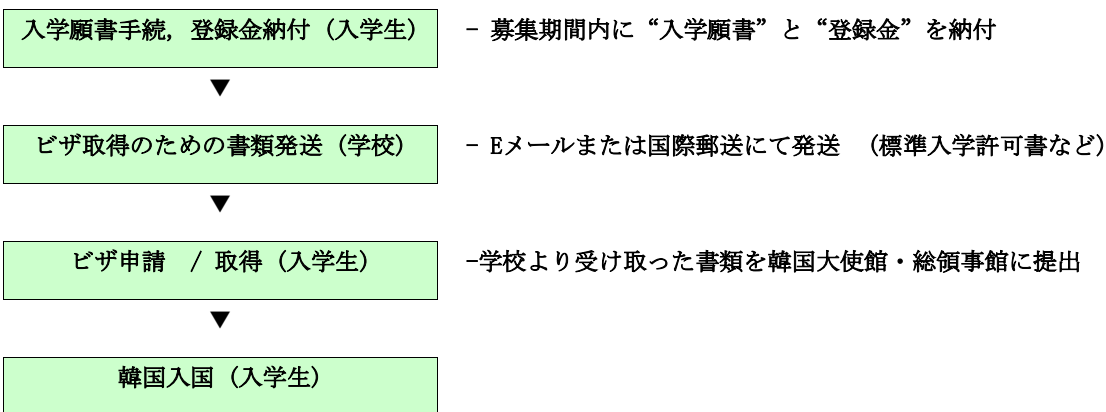 入学願書手続, 登録金納付 (入学生) － 募集期間内に“入学願書”と“登録金”を納付
▼
ビザ取得のための書類発送 (学校) － Eメールまたは国際郵送にて発送　(標準入学許可書など)
▼
ビザ申請　/ 取得 (入学生) －学校より受け取った書類を韓国大使館・総領事館に提出
▼
韓国入国 (入学生)